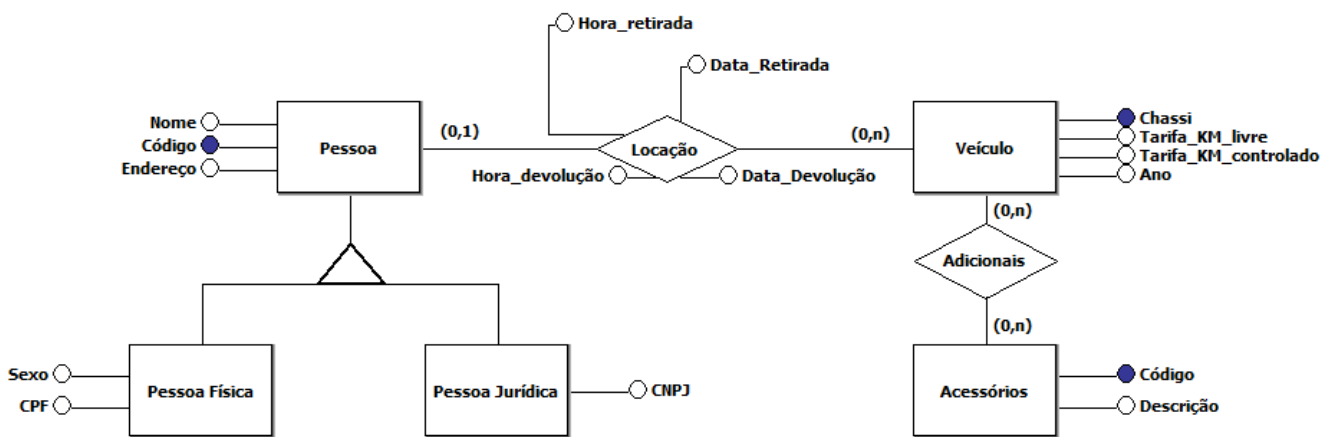 Hora_retirada
Data_Retirada
Nome
Código
Endereço
Pessoa
(0,1)
Locação
(0,n)
Veículo
Chassi
Tarifa_KM_livre
Tarifa_KM_controlado
Ano
Hora_devolução
Data_Devolução
(0,n)
Adicionais
(0,n)
Sexo
CPF
Pessoa Física
Pessoa Jurídica
CNPJ
Acessórios
Código
Descrição